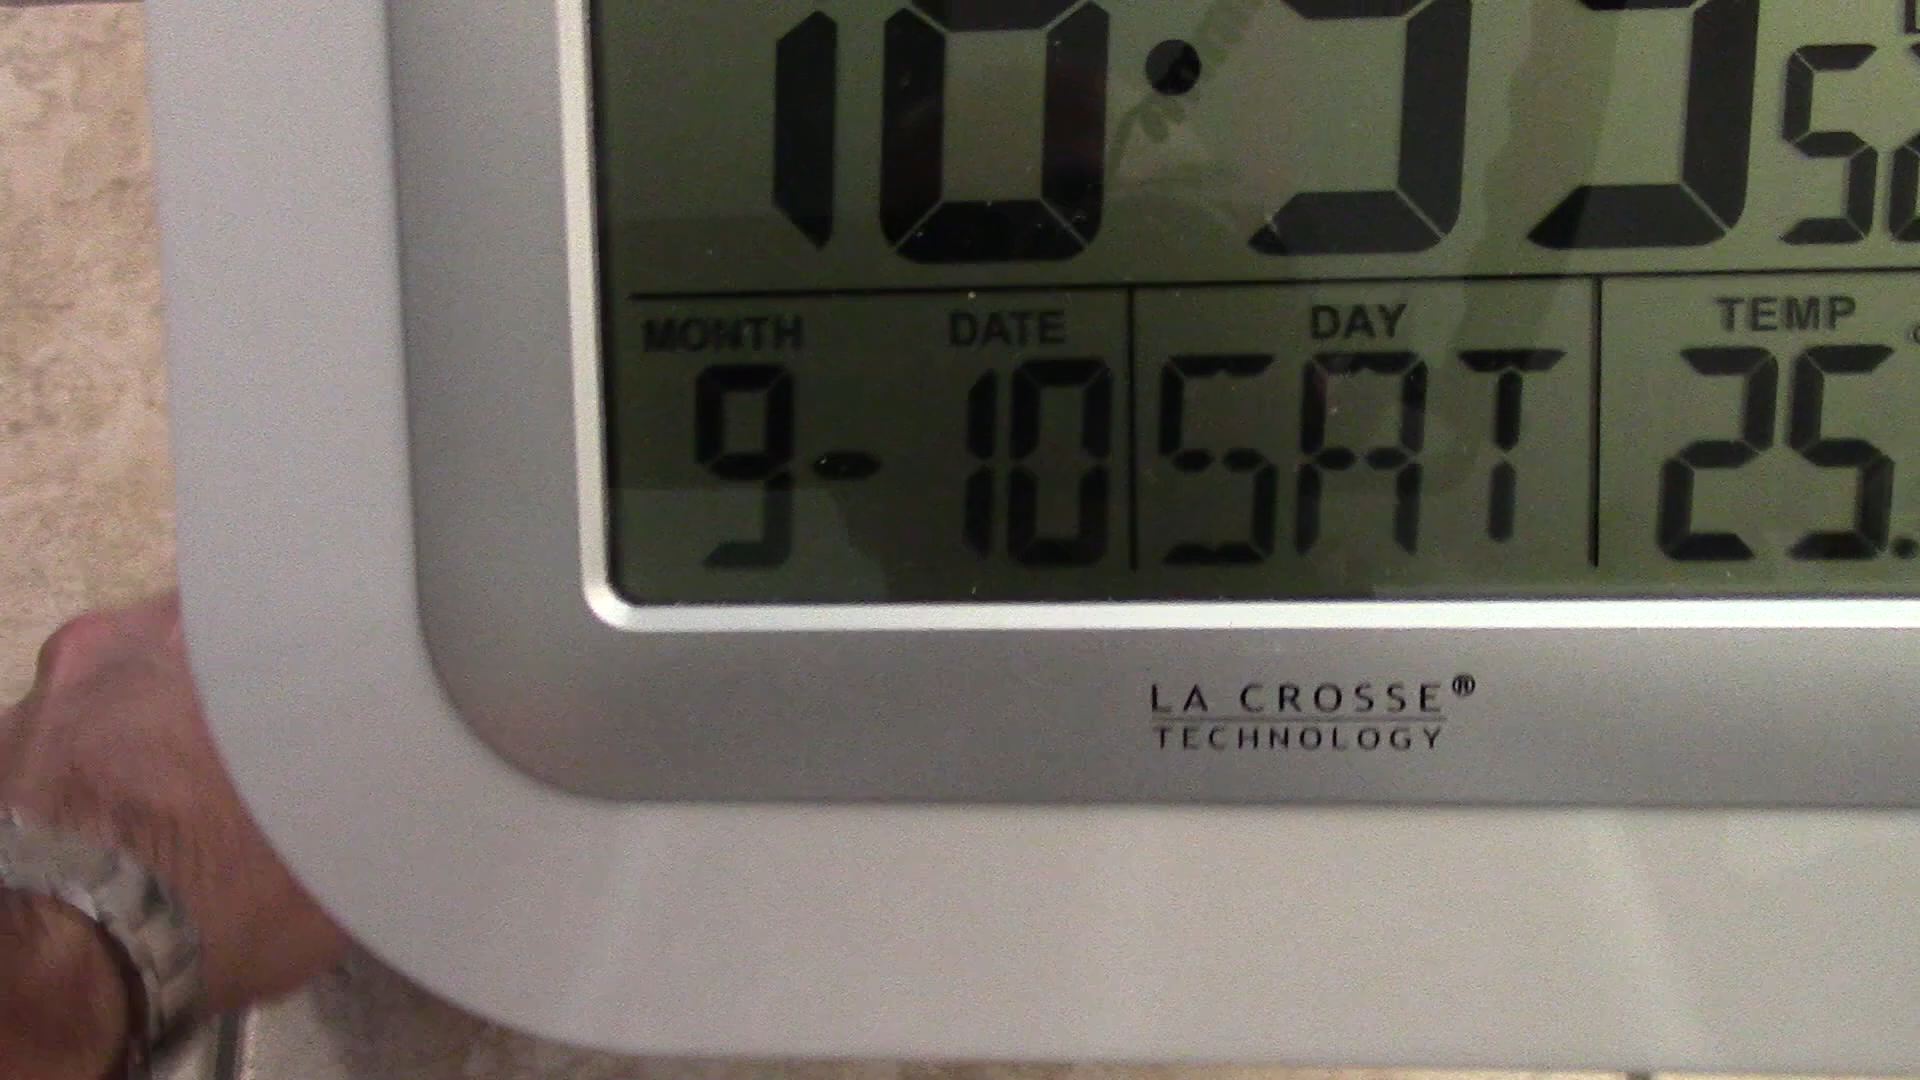 MONTH DATE DAY TEMP
9- 10 SAT 25.
LA CROSSE®
TECHNOLOGY